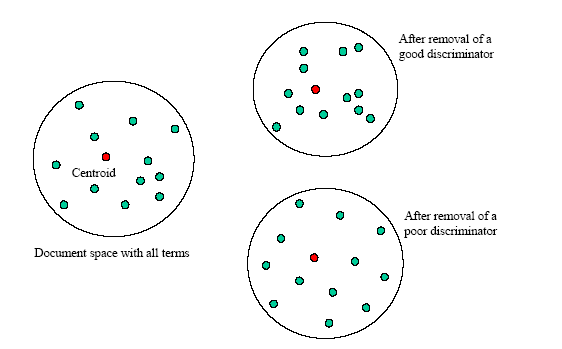 After removal of a
good discriminator
Centroid
Document space with all terms
After removal of a
poor discriminator